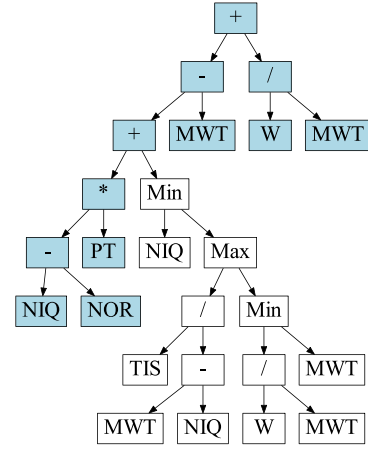 +
- /
+ MWT W MWT
* Min
- PT NIQ Max
NIQ NOR / Min
TIS - / MWT
MWT NIQ W MWT